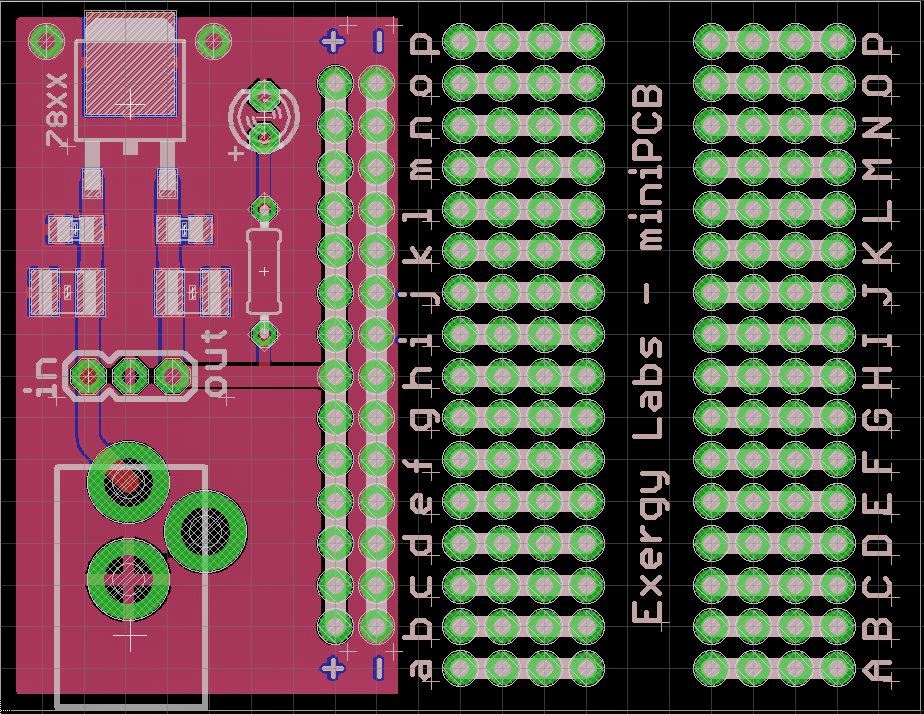 78XX
+ -
in
out
+ -
p
o
n
m
l
k
j
i
h
g
f
e
d
c
b
a
Exergy Labs - miniPCB
P
O
N
M
L
K
J
I
H
G
F
E
D
C
B
A
+